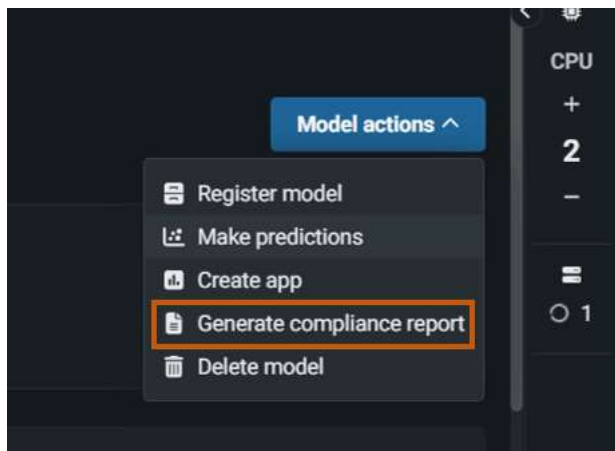 CPU
+
Model actions
2
Register model
−
Make predictions
Create app
Generate compliance report
1
Delete model